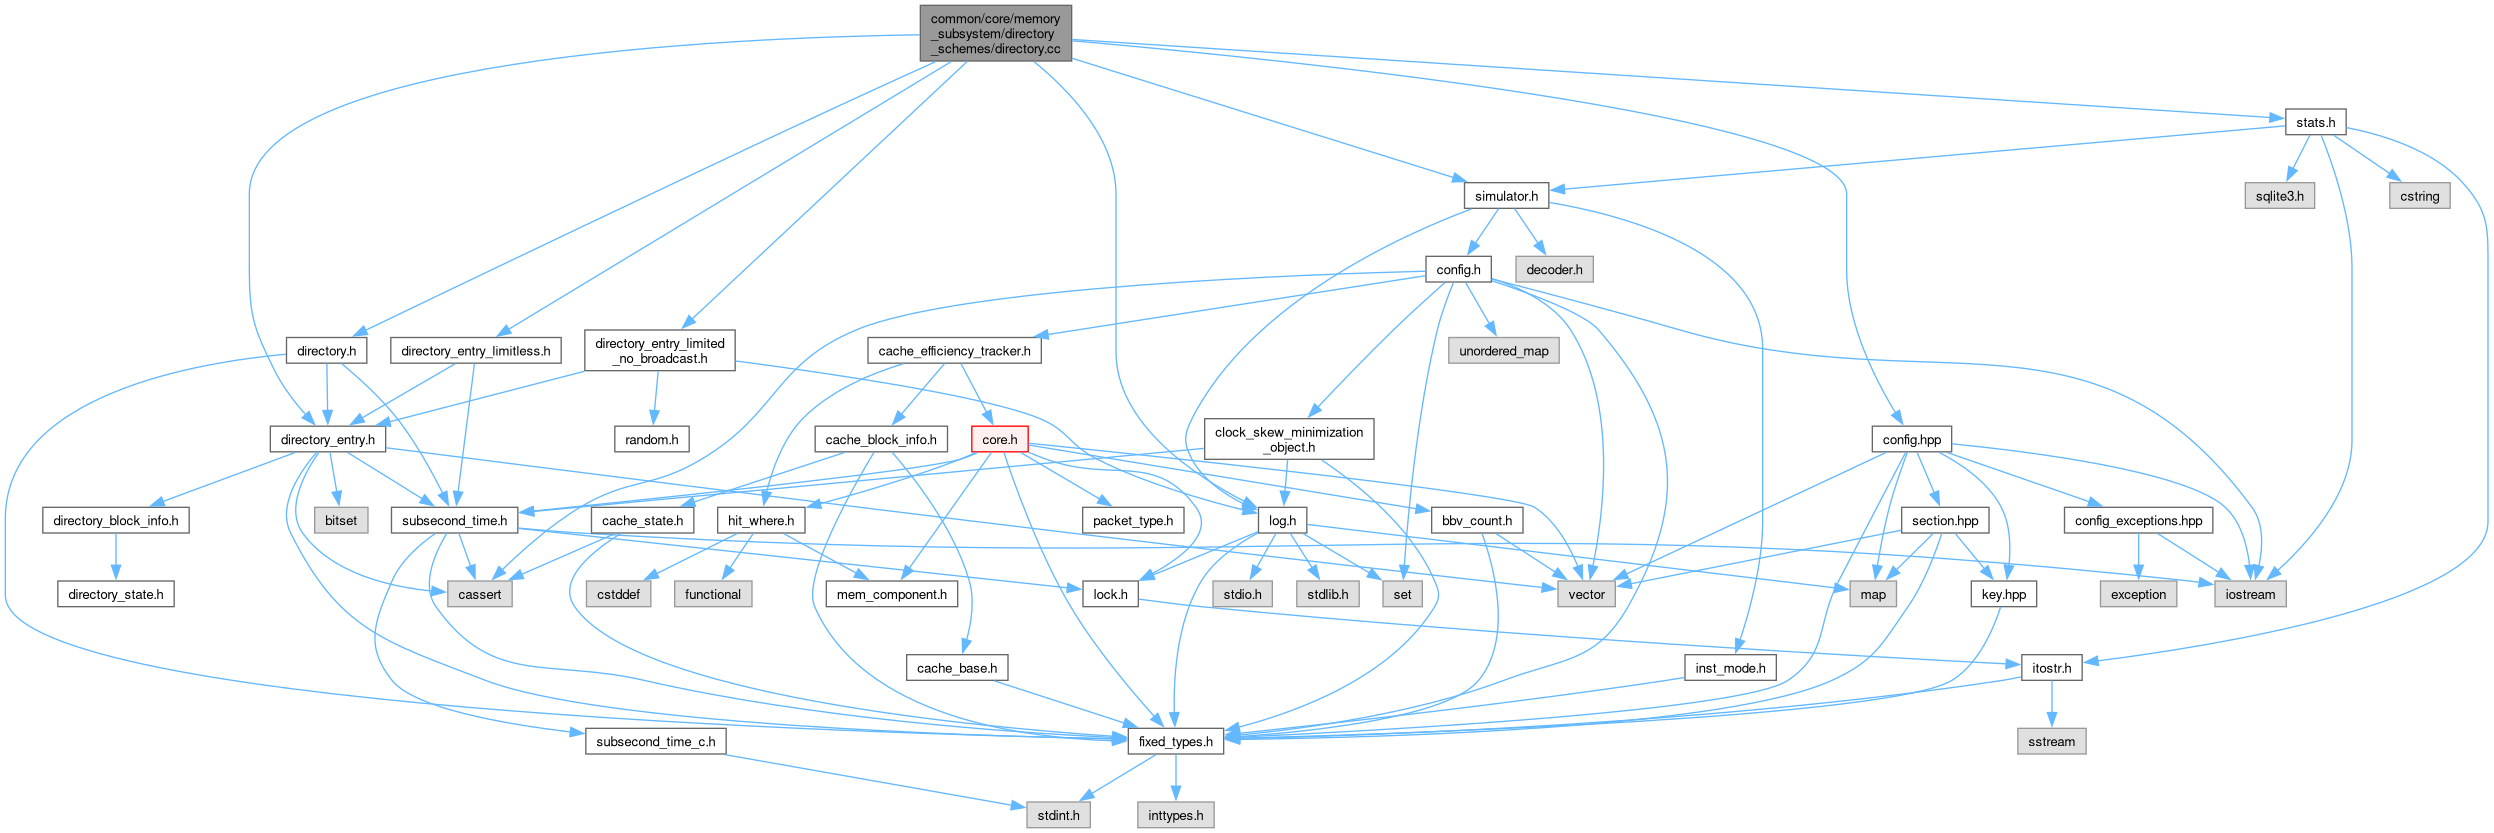 common/core/memory
_subsystem/directory
_schemes/directory.cc
stats.h
simulator.h
sqlite3.h
cstring
config.h
decoder.h
directory.h
directory_entry_limitless.h
directory_entry_limited
_no_broadcast.h
cache_efficiency_tracker.h
unordered_map
directory_entry.h
random.h
cache_block_info.h
core.h
clock_skew_minimization
_object.h
config.hpp
directory_block_info.h
bitset
subsecond_time.h
cache_state.h
hit_where.h
packet_type.h
log.h
bbv_count.h
section.hpp
config_exceptions.hpp
directory_state.h
cassert
cstddef
functional
mem_component.h
lock.h
stdio.h
stdlib.h
set
vector
map
key.hpp
exception
iostream
cache_base.h
inst_mode.h
itostr.h
subsecond_time_c.h
fixed_types.h
sstream
stdint.h
inttypes.h